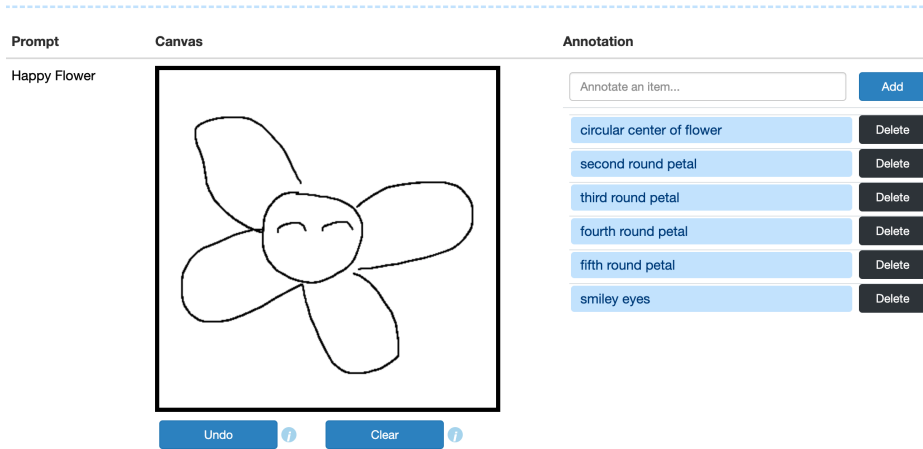 Prompt Canvas Annotation
Happy Flower
Annotate an item... Add
circular center of flower Delete
second round petal Delete
third round petal Delete
fourth round petal Delete
fifth round petal Delete
smiley eyes Delete
Undo i Clear i